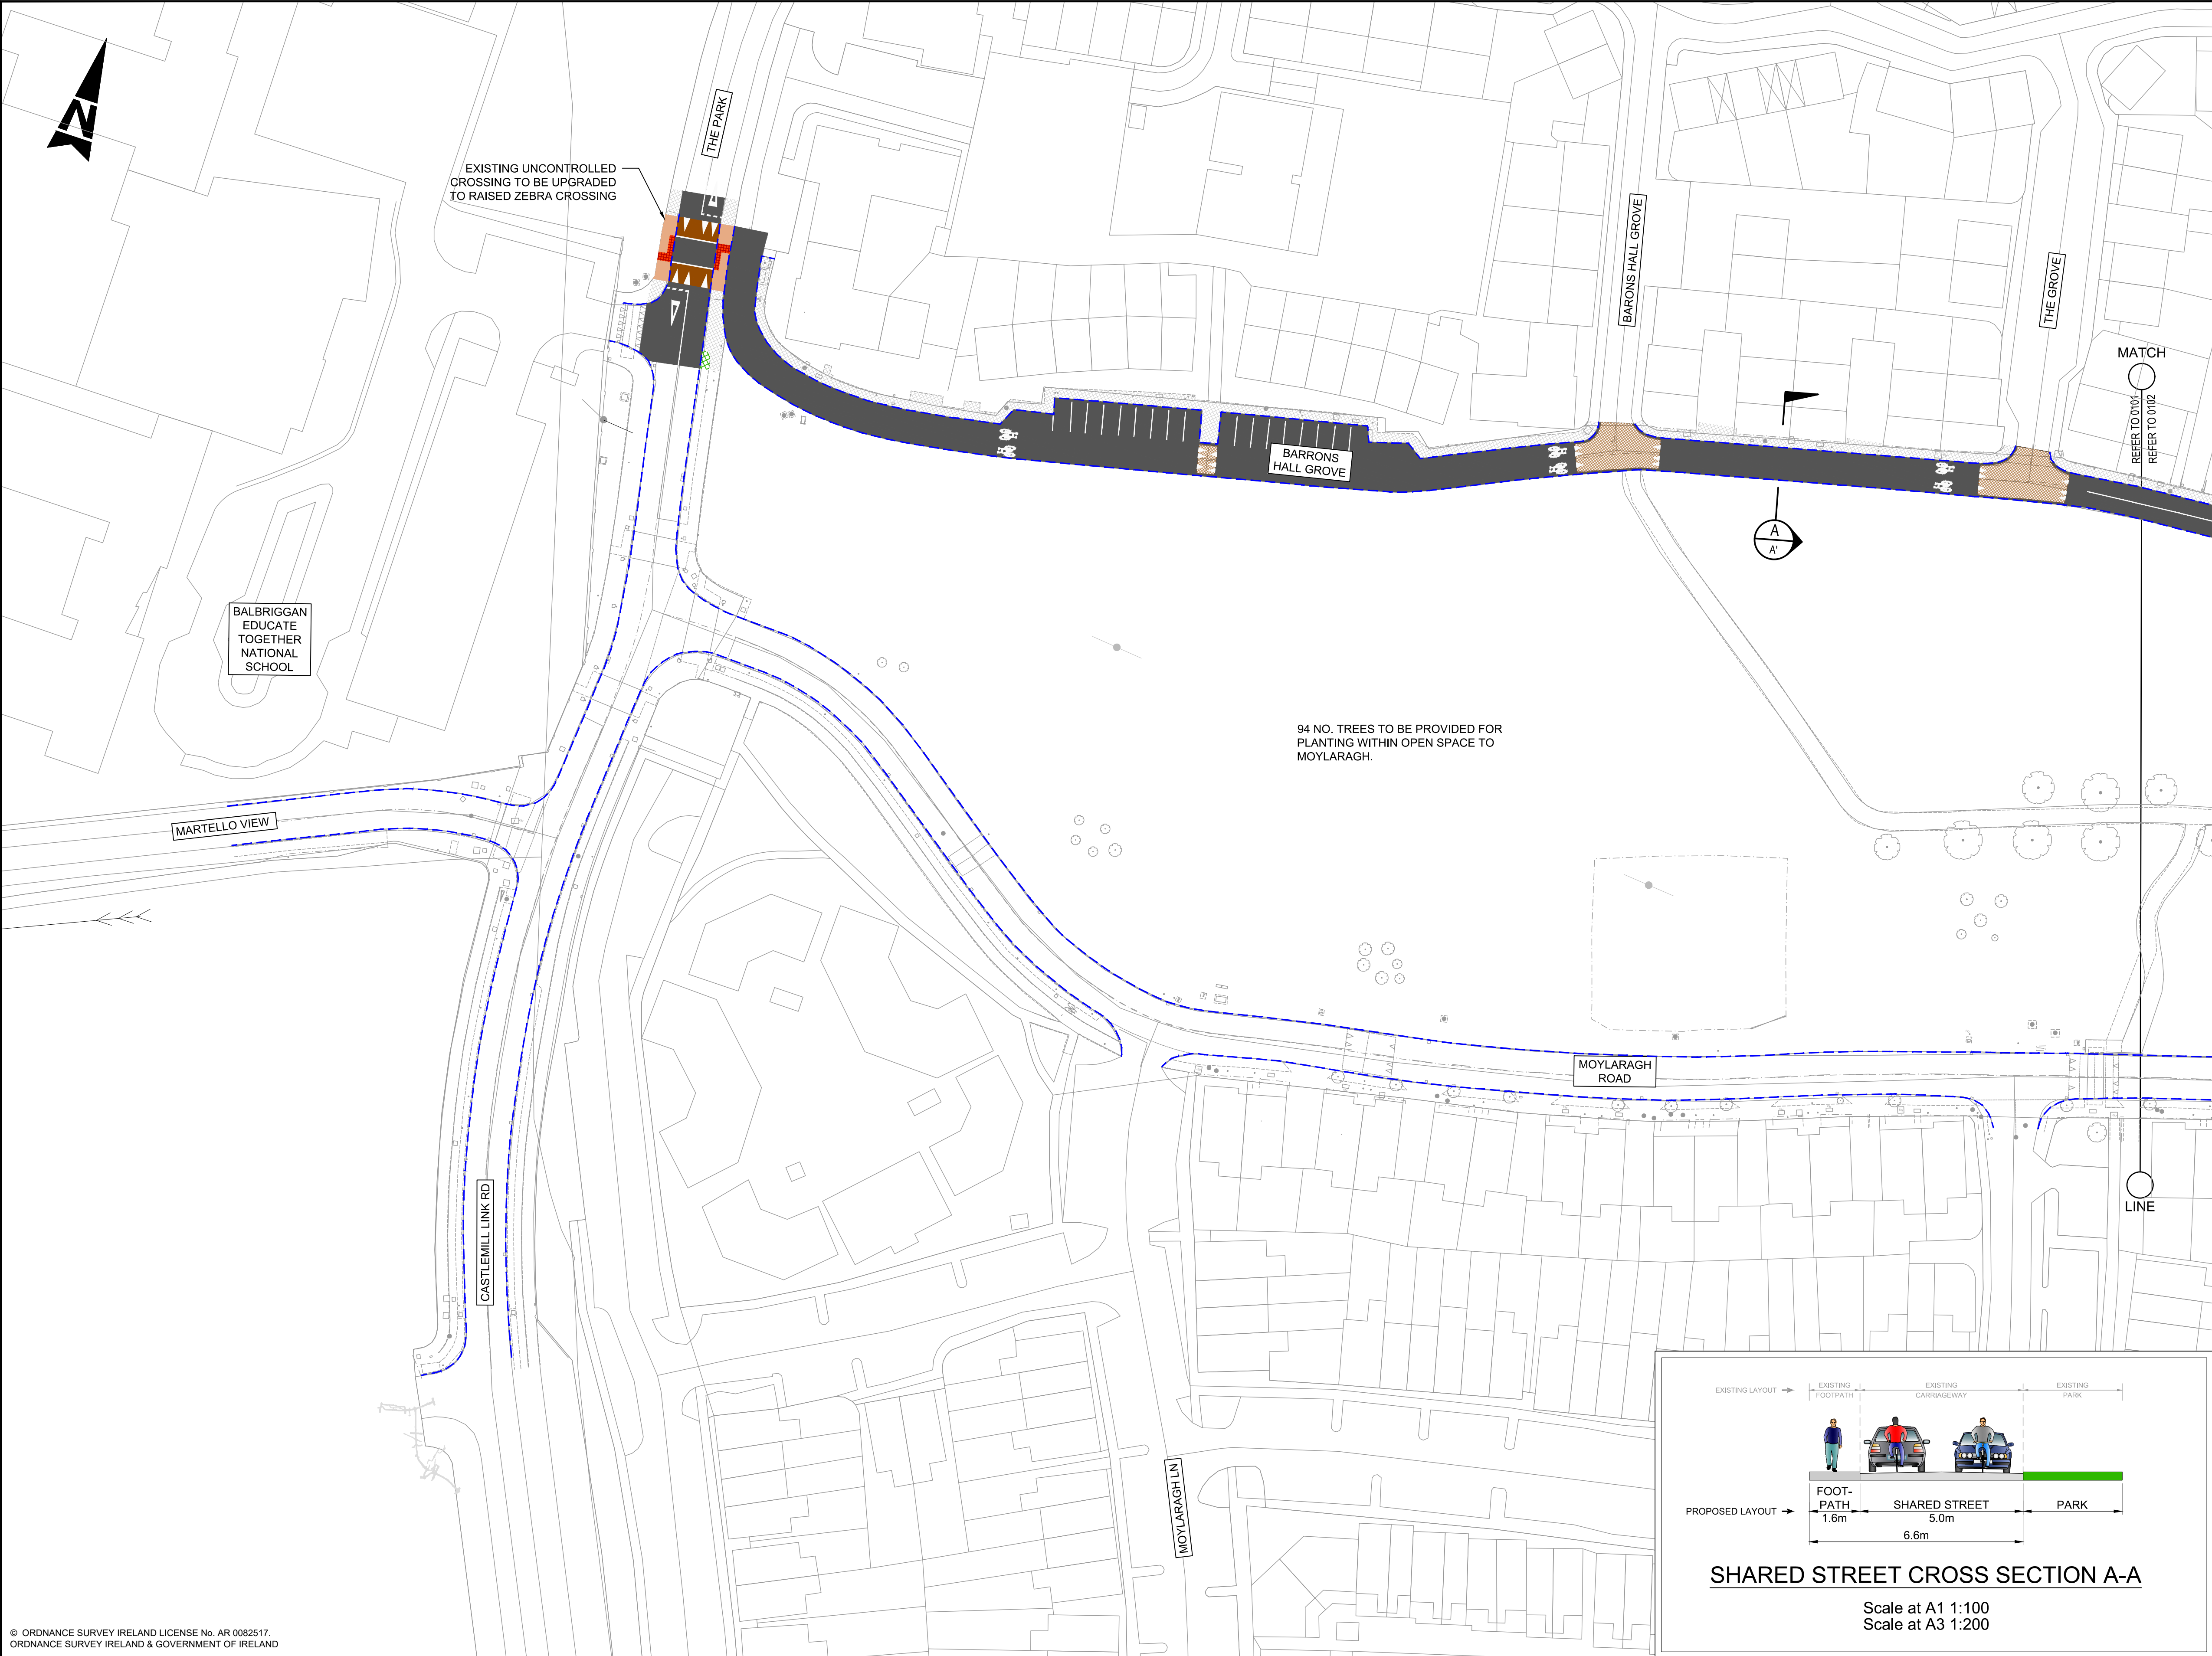 N
THE PARK
EXISTING UNCONTROLLED
CROSSING TO BE UPGRADED
TO RAISED ZEBRA CROSSING
BARONS HALL GROVE
THE GROVE
MATCH
REFER TO 0101
REFER TO 0102
BARRONS
HALL GROVE
A
A'
BALBRIGGAN
EDUCATE
TOGETHER
NATIONAL
SCHOOL
94 NO. TREES TO BE PROVIDED FOR
PLANTING WITHIN OPEN SPACE TO
MOYLARAGH.
MARTELLO VIEW
MOYLARAGH
ROAD
CASTLEMILL LINK RD
LINE
MOYLARAGH LN
EXISTING LAYOUT
EXISTING
FOOTPATH
EXISTING
CARRIAGEWAY
EXISTING
PARK
PROPOSED LAYOUT
FOOT-
PATH
1.6m
SHARED STREET
5.0m
PARK
6.6m
SHARED STREET CROSS SECTION A-A
Scale at A1 1:100
Scale at A3 1:200
© ORDNANCE SURVEY IRELAND LICENSE No. AR 0082517.
ORDNANCE SURVEY IRELAND & GOVERNMENT OF IRELAND